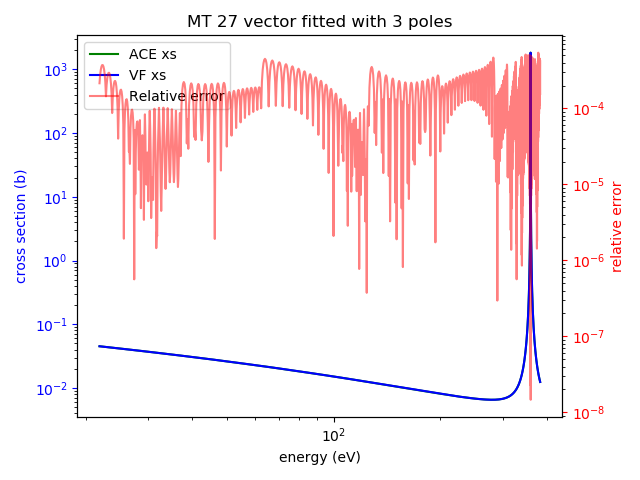 MT 27 vector fitted with 3 poles
ACE xs
VF xs
Relative error
cross section (b)
10³
10²
10¹
10⁰
10⁻¹
10⁻²
10²
energy (eV)
10⁻⁴
10⁻⁵
10⁻⁶
10⁻⁷
10⁻⁸
relative error